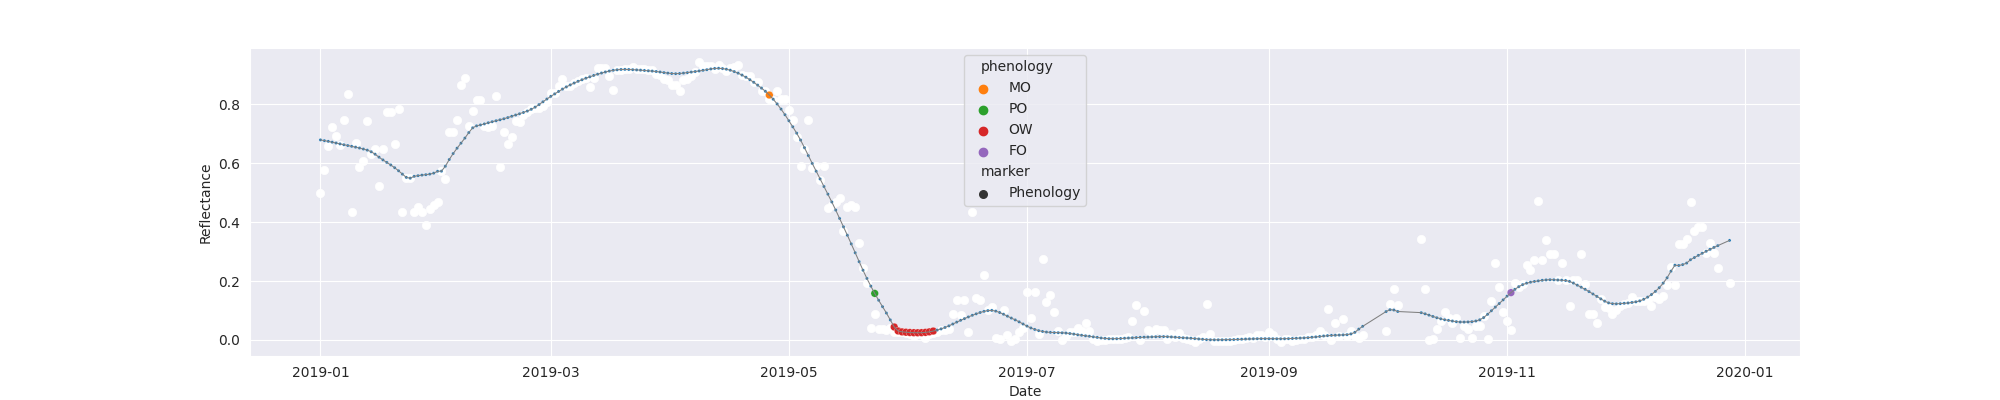 phenology
MO
PO
OW
FO
marker
Phenology
Reflectance
0.8
0.6
0.4
0.2
0.0
2019-01
2019-03
2019-05
2019-07
2019-09
2019-11
2020-01
Date